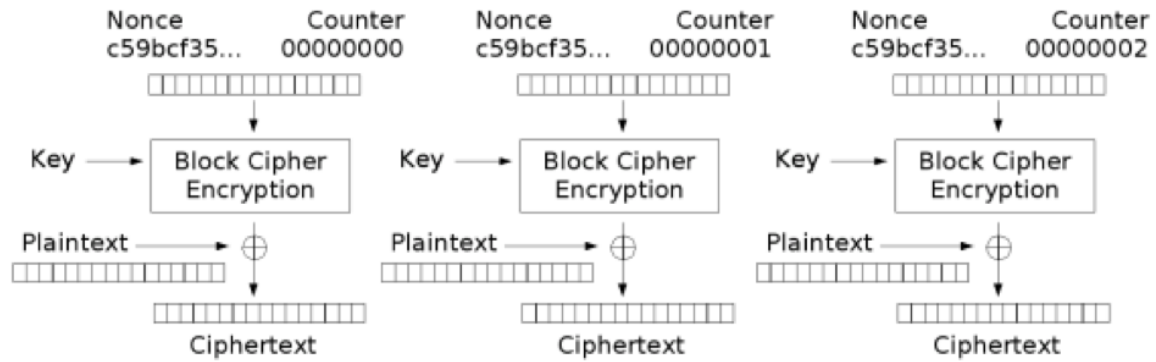 Nonce Counter
c59bcf35... 00000000
Key
Block Cipher
Encryption
Plaintext
Ciphertext
Nonce Counter
c59bcf35... 00000001
Key
Block Cipher
Encryption
Plaintext
Ciphertext
Nonce Counter
c59bcf35... 00000002
Key
Block Cipher
Encryption
Plaintext
Ciphertext